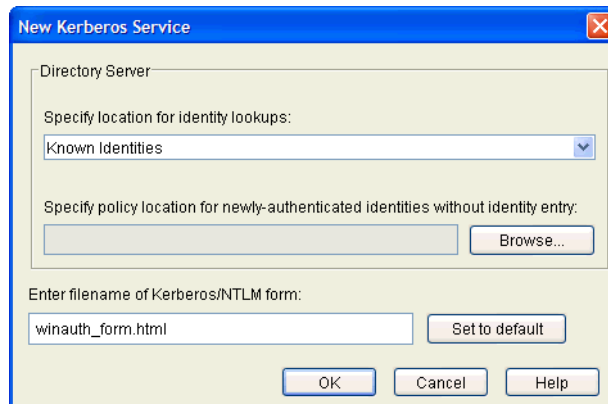 New Kerberos Service
Directory Server
Specify location for identity lookups:
Known Identities
Specify policy location for newly-authenticated identities without identity entry:
Browse...
Enter filename of Kerberos/NTLM form:
winauth_form.html
Set to default
OK
Cancel
Help